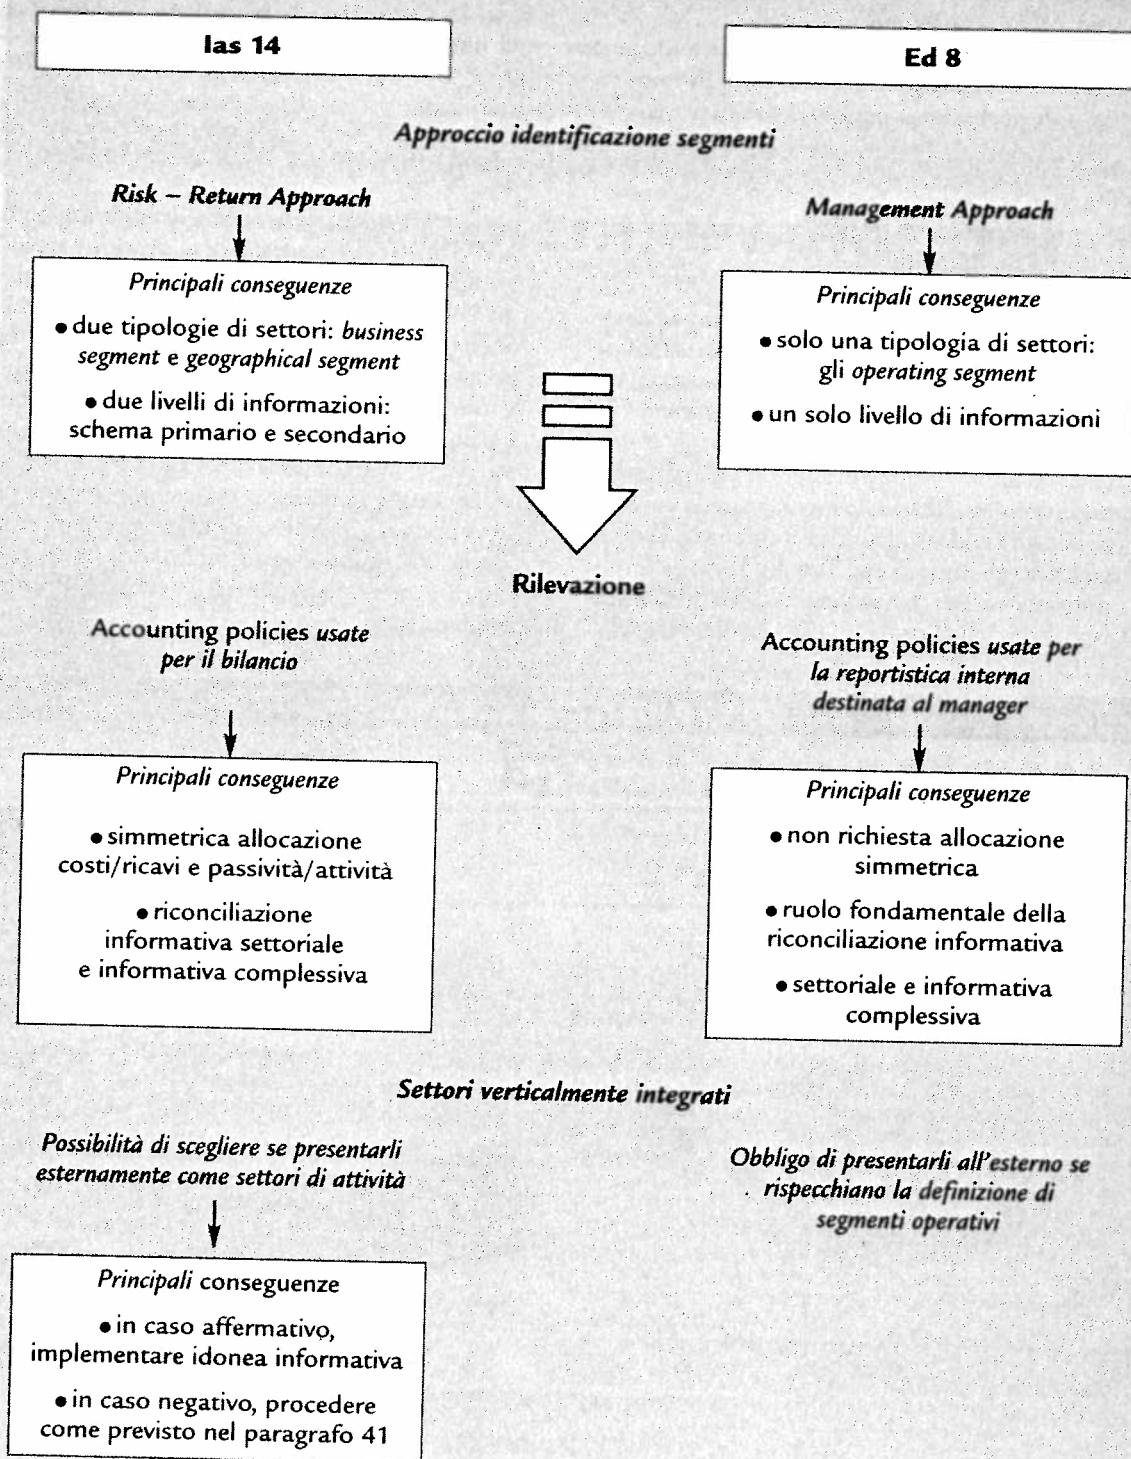 Ias 14
Ed 8
Approccio identificazione segmenti
Risk – Return Approach
Management Approach
Principali conseguenze
• due tipologie di settori: business
segment e geographical segment
• due livelli di informazioni:
schema primario e secondario
Principali conseguenze
• solo una tipologia di settori:
gli operating segment
• un solo livello di informazioni
Rilevazione
Accounting policies usate
per il bilancio
Accounting policies usate per
la reportistica interna
destinata al manager
Principali conseguenze
• simmetrica allocazione
costi/ricavi e passività/attività
• riconciliazione
informativa settoriale
e informativa complessiva
Principali conseguenze
• non richiesta allocazione
simmetrica
• ruolo fondamentale della
riconciliazione informativa
• settoriale e informativa
complessiva
Settori verticalmente integrati
Possibilità di scegliere se presentarli
esternamente come settori di attività
Obbligo di presentarli all'esterno se
rispecchiano la definizione di
segmenti operativi
Principali conseguenze
• in caso affermativo,
implementare idonea informativa
• in caso negativo, procedere
come previsto nel paragrafo 41